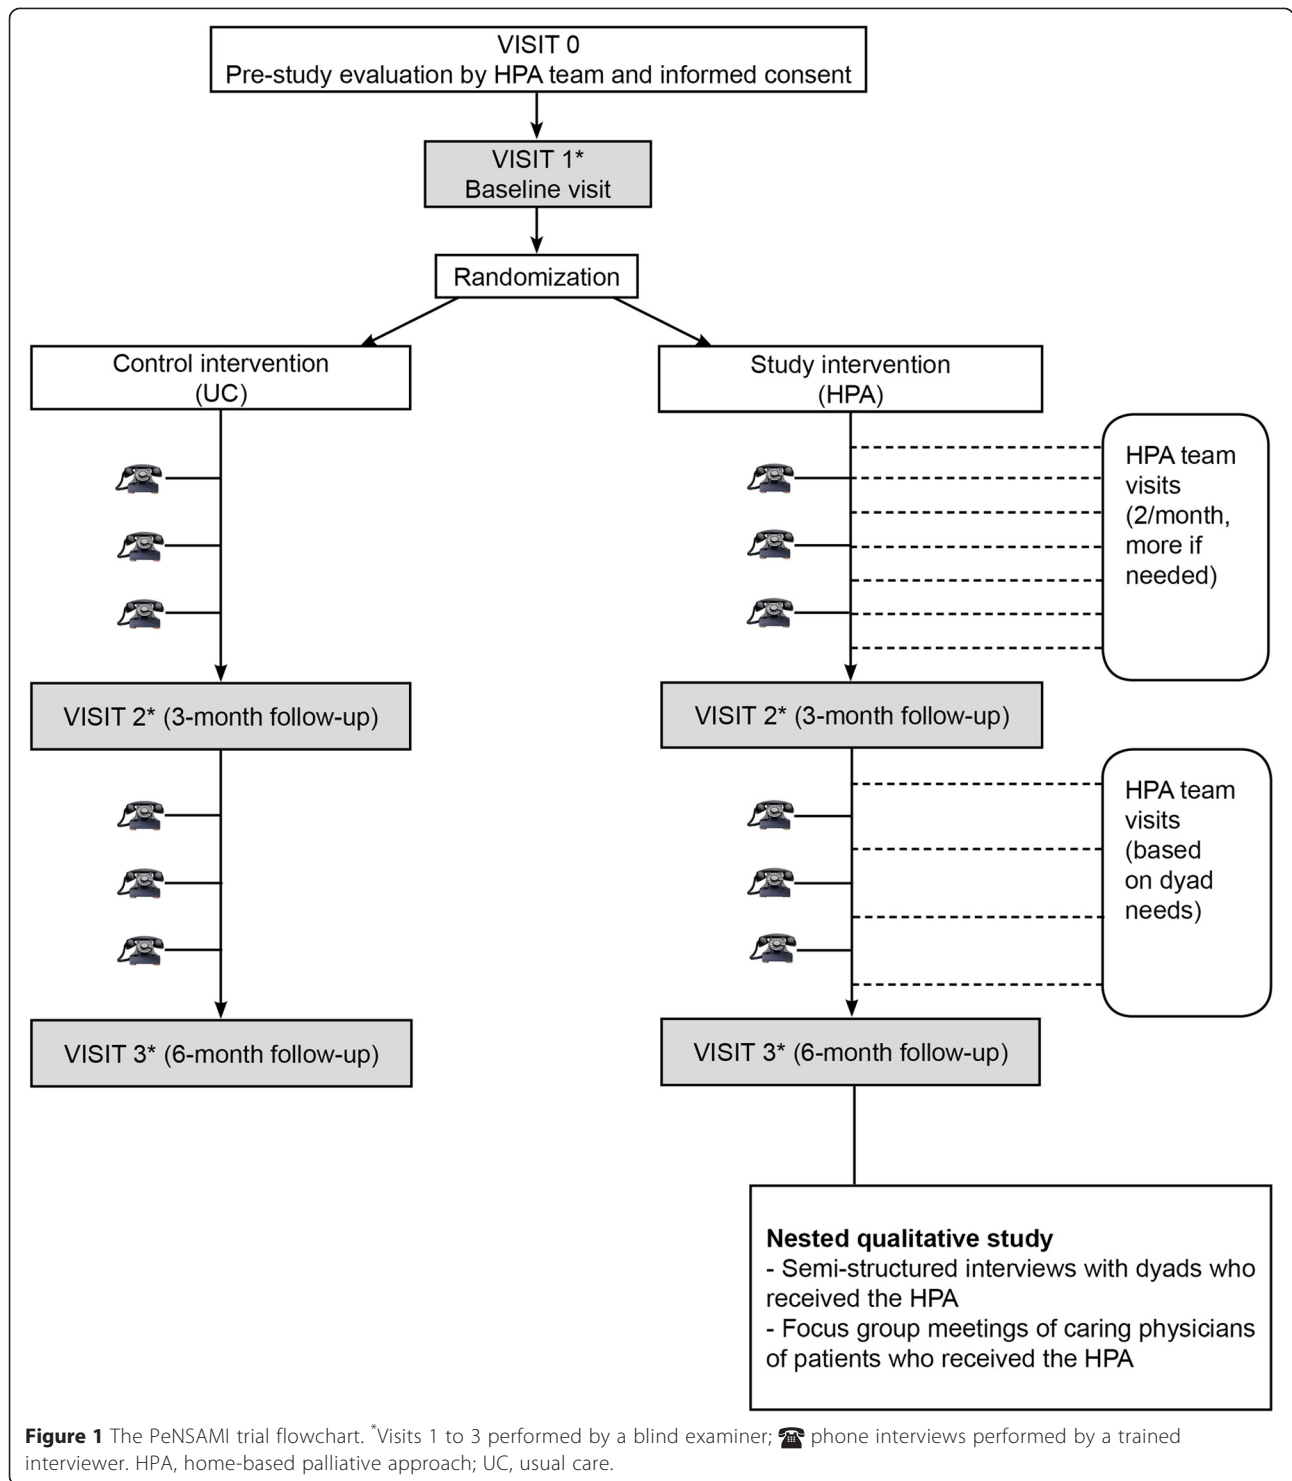 VISIT 0
Pre-study evaluation by HPA team and informed consent
VISIT 1*
Baseline visit
Randomization
Control intervention
(UC)
Study intervention
(HPA)
HPA team
visits
(2/month,
more if
needed)
VISIT 2* (3-month follow-up)
VISIT 2* (3-month follow-up)
HPA team
visits
(based
on dyad
needs)
VISIT 3* (6-month follow-up)
VISIT 3* (6-month follow-up)
Nested qualitative study
- Semi-structured interviews with dyads who
received the HPA
- Focus group meetings of caring physicians
of patients who received the HPA
Figure 1 The PeNSAMI trial flowchart. *Visits 1 to 3 performed by a blind examiner; ☎ phone interviews performed by a trained
interviewer. HPA, home-based palliative approach; UC, usual care.